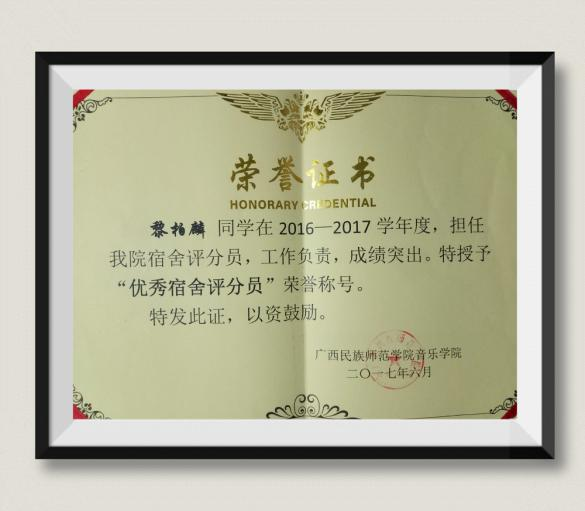 荣誉证书
HONORARY CREDENTIAL
黎柏麟 同学在 2016—2017 学年度，担任
我院宿舍评分员，工作负责，成绩突出。特授予
“优秀宿舍评分员”荣誉称号。
特发此证，以资鼓励。
广西民族师范学院音乐学院
二〇一七年六月